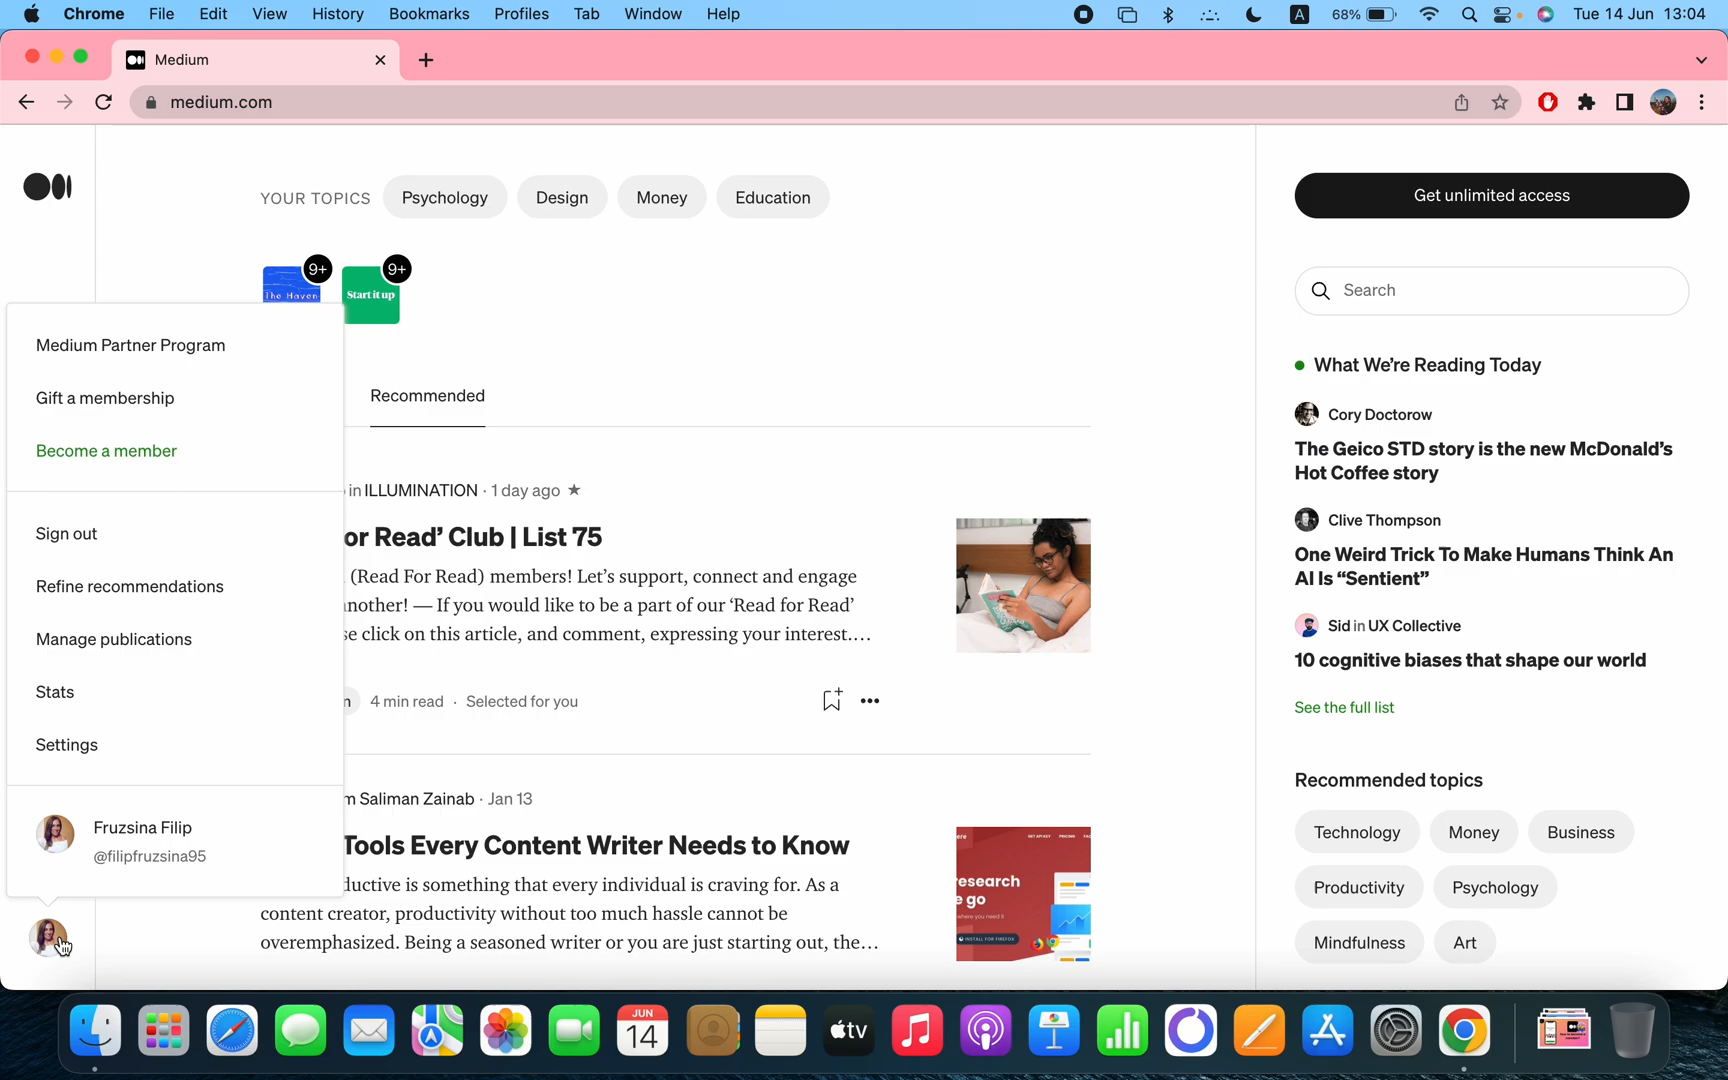 Chrome File Edit View History Bookmarks Profiles Tab Window Help A 68% Tue 14 Jun 13:04
Medium
medium.com
YOUR TOPICS Psychology Design Money Education
9+ 9+
The Haven Start it up
Medium Partner Program
Gift a membership
Become a member
Sign out
Refine recommendations
Manage publications
Stats
Settings
Fruzsina Filip
@filipfruzsina95
Recommended
in ILLUMINATION · 1 day ago
or Read’ Club | List 75
(Read For Read) members! Let’s support, connect and engage
nother! — If you would like to be a part of our ‘Read for Read’
se click on this article, and comment, expressing your interest.…
n 4 min read · Selected for you
m Saliman Zainab · Jan 13
Tools Every Content Writer Needs to Know
ductive is something that every individual is craving for. As a
content creator, productivity without too much hassle cannot be
overemphasized. Being a seasoned writer or you are just starting out, the…
esearch
e go
Get unlimited access
Search
What We’re Reading Today
Cory Doctorow
The Geico STD story is the new McDonald’s
Hot Coffee story
Clive Thompson
One Weird Trick To Make Humans Think An
AI Is “Sentient”
Sid in UX Collective
10 cognitive biases that shape our world
See the full list
Recommended topics
Technology Money Business
Productivity Psychology
Mindfulness Art
JUN
14
tv